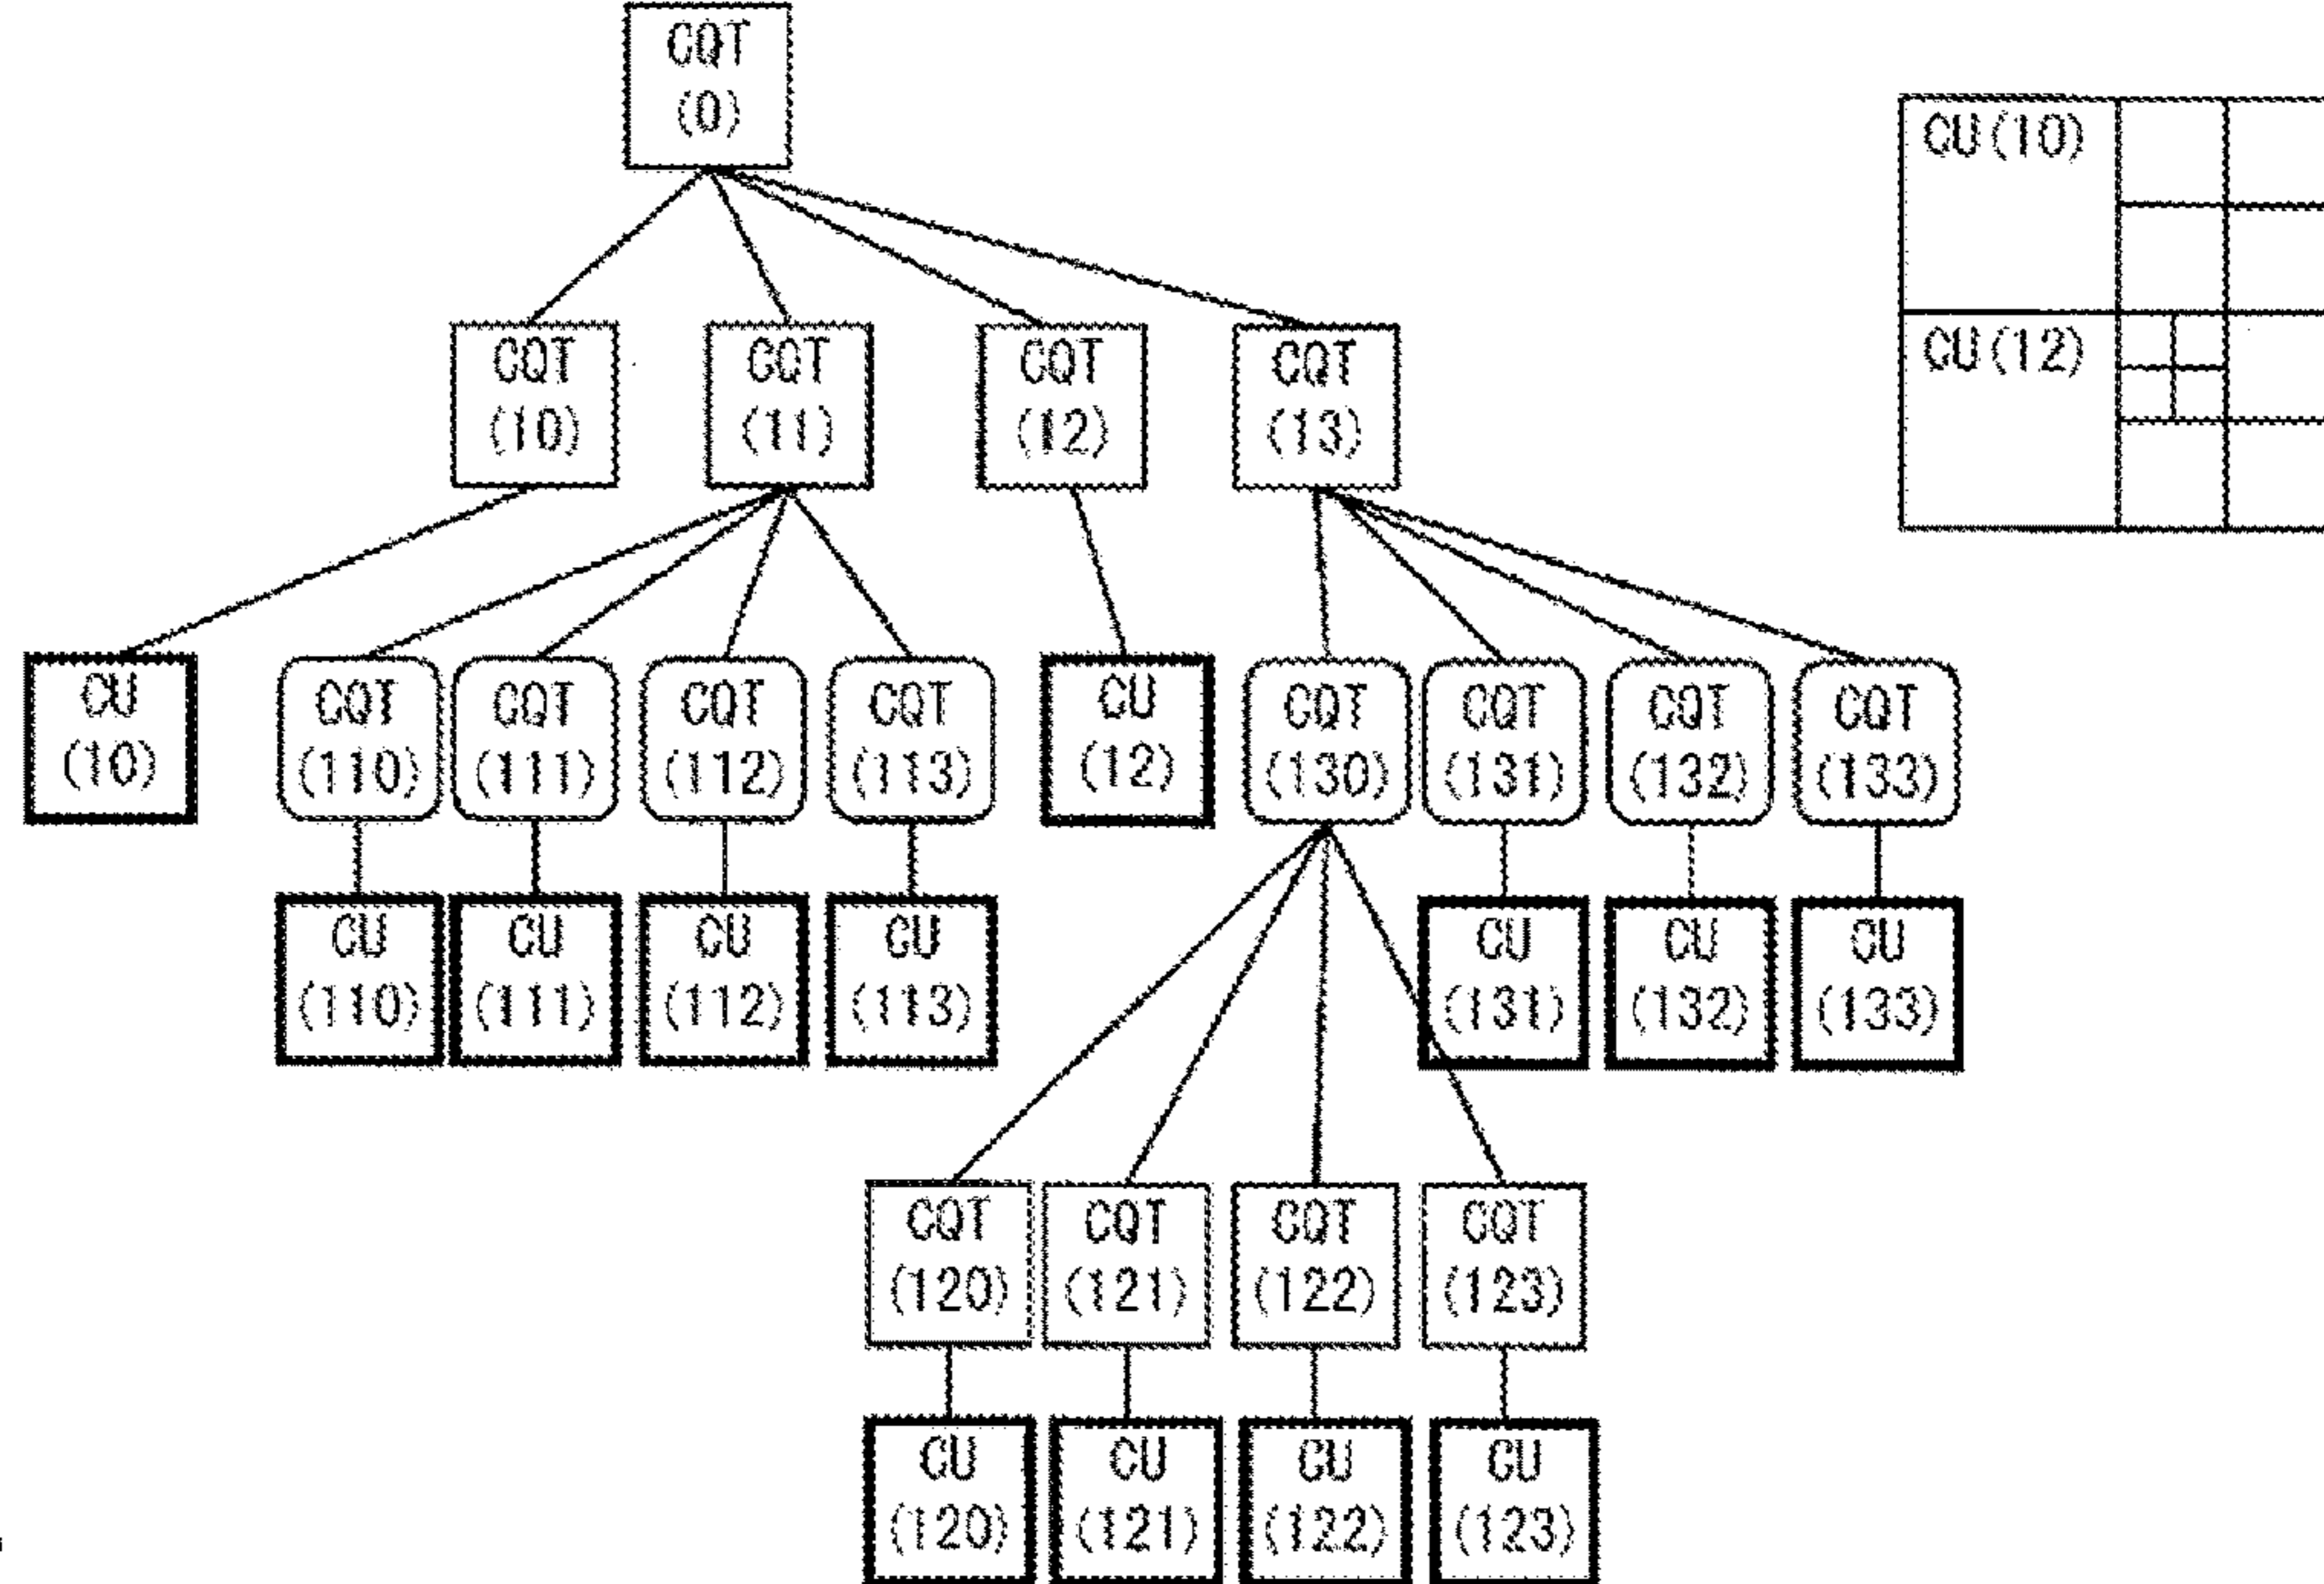 CQT
(0)
CU(10)
CU(12)
CQT
(10)
CQT
(11)
CQT
(12)
CQT
(13)
CU
(10)
CQT
(110)
CQT
(111)
CQT
(112)
CQT
(113)
CU
(12)
CQT
(130)
CQT
(131)
CQT
(132)
CQT
(133)
CU
(110)
CU
(111)
CU
(112)
CU
(113)
CU
(131)
CU
(132)
CU
(133)
CQT
(120)
CQT
(121)
CQT
(122)
CQT
(123)
CU
(120)
CU
(121)
CU
(122)
CU
(123)